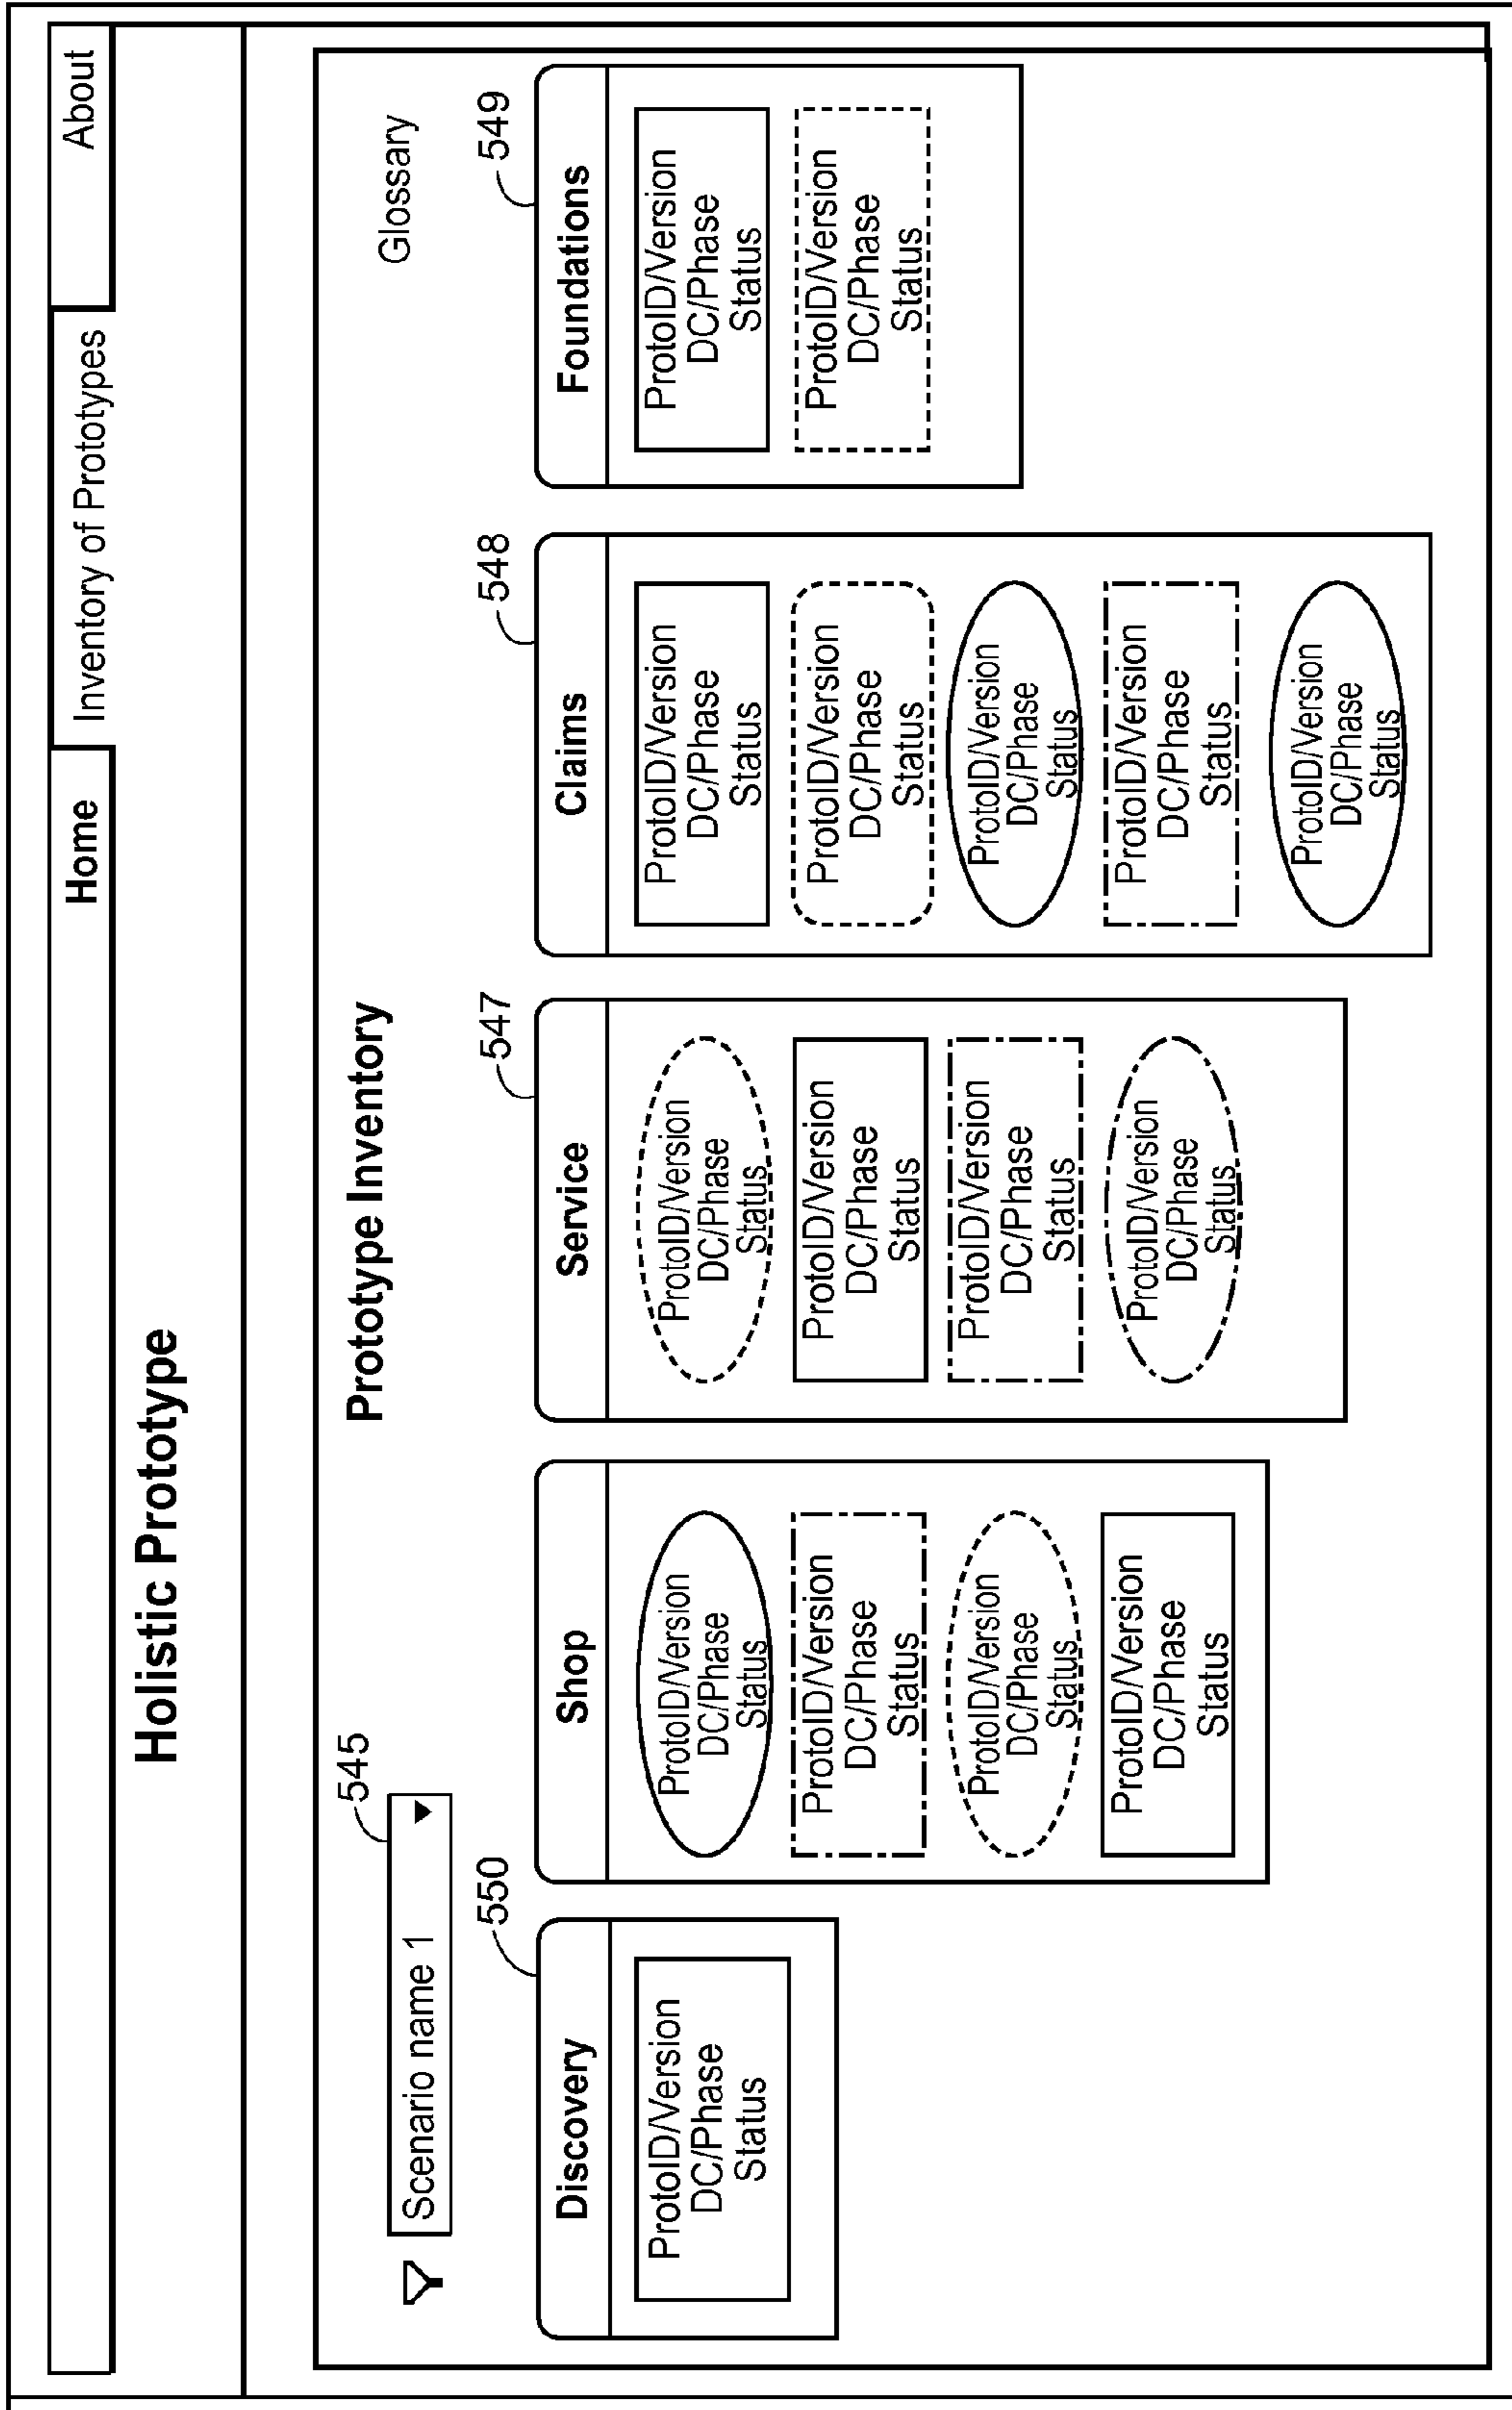 Home
Inventory of Prototypes
About
Holistic Prototype
Prototype Inventory
Glossary
545
Scenario name 1
550
Discovery
ProtoID/Version
DC/Phase
Status
Shop
ProtoID/Version
DC/Phase
Status
ProtoID/Version
DC/Phase
Status
ProtoID/Version
DC/Phase
Status
ProtoID/Version
DC/Phase
Status
547
Service
ProtoID/Version
DC/Phase
Status
ProtoID/Version
DC/Phase
Status
ProtoID/Version
DC/Phase
Status
ProtoID/Version
DC/Phase
Status
548
Claims
ProtoID/Version
DC/Phase
Status
ProtoID/Version
DC/Phase
Status
ProtoID/Version
DC/Phase
Status
ProtoID/Version
DC/Phase
Status
ProtoID/Version
DC/Phase
Status
549
Foundations
ProtoID/Version
DC/Phase
Status
ProtoID/Version
DC/Phase
Status